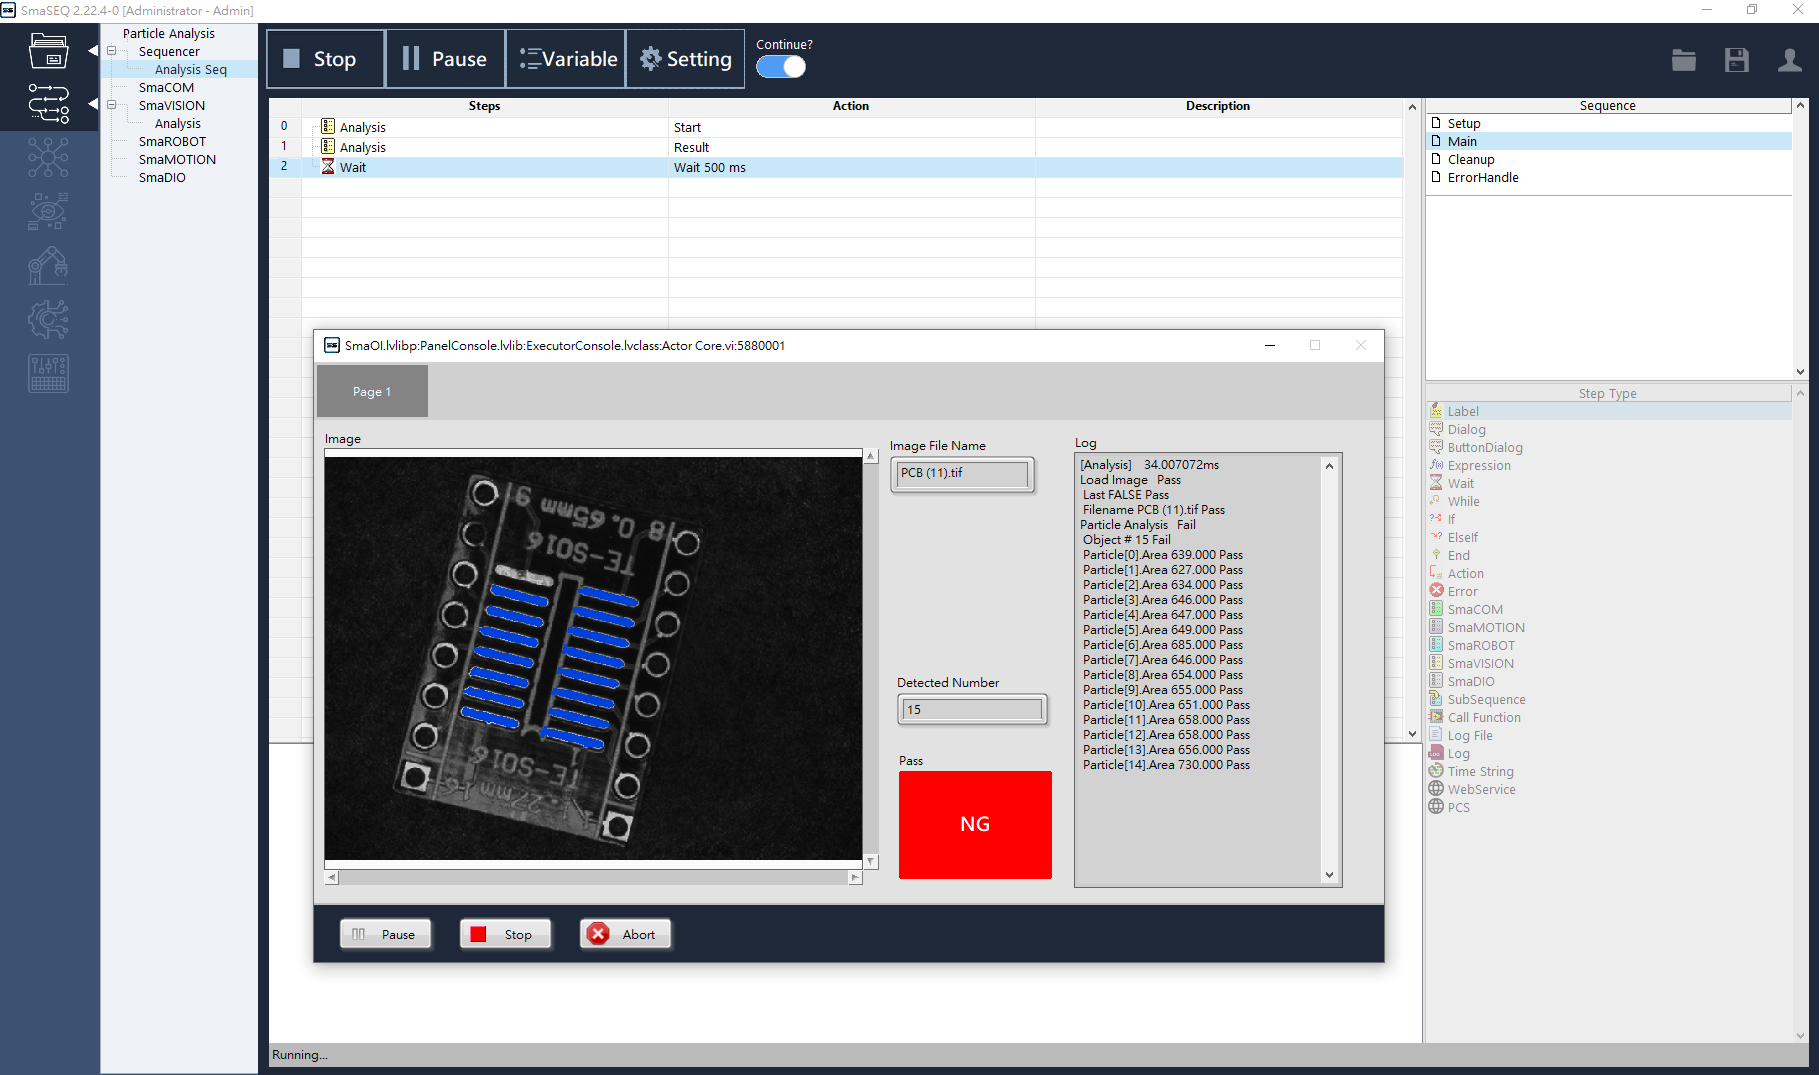 SmaSEQ 2.22.4-0 [Administrator - Admin]
Particle Analysis
Sequencer
Analysis Seq
SmaCOM
SmaVISION
Analysis
SmaROBOT
SmaMOTION
SmaDIO
Stop
Pause
Variable
Setting
Continue?
Steps Action Description
0 Analysis Start
1 Analysis Result
2 Wait Wait 500 ms
Sequence
Setup
Main
Cleanup
ErrorHandle
Step Type
Label
Dialog
ButtonDialog
Expression
Wait
While
If
ElseIf
End
Action
Error
SmaCOM
SmaMOTION
SmaROBOT
SmaVISION
SmaDIO
SubSequence
Call Function
Log File
Log
Time String
WebService
PCS
SmaOI.lvlibp:PanelConsole.lvlib:ExecutorConsole.lvclass:Actor Core.vi:5880001
Page 1
Image
9 0.65mm 8
TE-SO16
TE-SO16
Image File Name
PCB (11).tif
Detected Number
15
Pass
NG
Log
[Analysis] 34.007072ms
Load Image Pass
Last FALSE Pass
Filename PCB (11).tif Pass
Particle Analysis Fail
Object # 15 Fail
Particle[0].Area 639.000 Pass
Particle[1].Area 627.000 Pass
Particle[2].Area 634.000 Pass
Particle[3].Area 646.000 Pass
Particle[4].Area 647.000 Pass
Particle[5].Area 649.000 Pass
Particle[6].Area 685.000 Pass
Particle[7].Area 646.000 Pass
Particle[8].Area 654.000 Pass
Particle[9].Area 655.000 Pass
Particle[10].Area 651.000 Pass
Particle[11].Area 658.000 Pass
Particle[12].Area 658.000 Pass
Particle[13].Area 656.000 Pass
Particle[14].Area 730.000 Pass
Pause
Stop
Abort
Running...